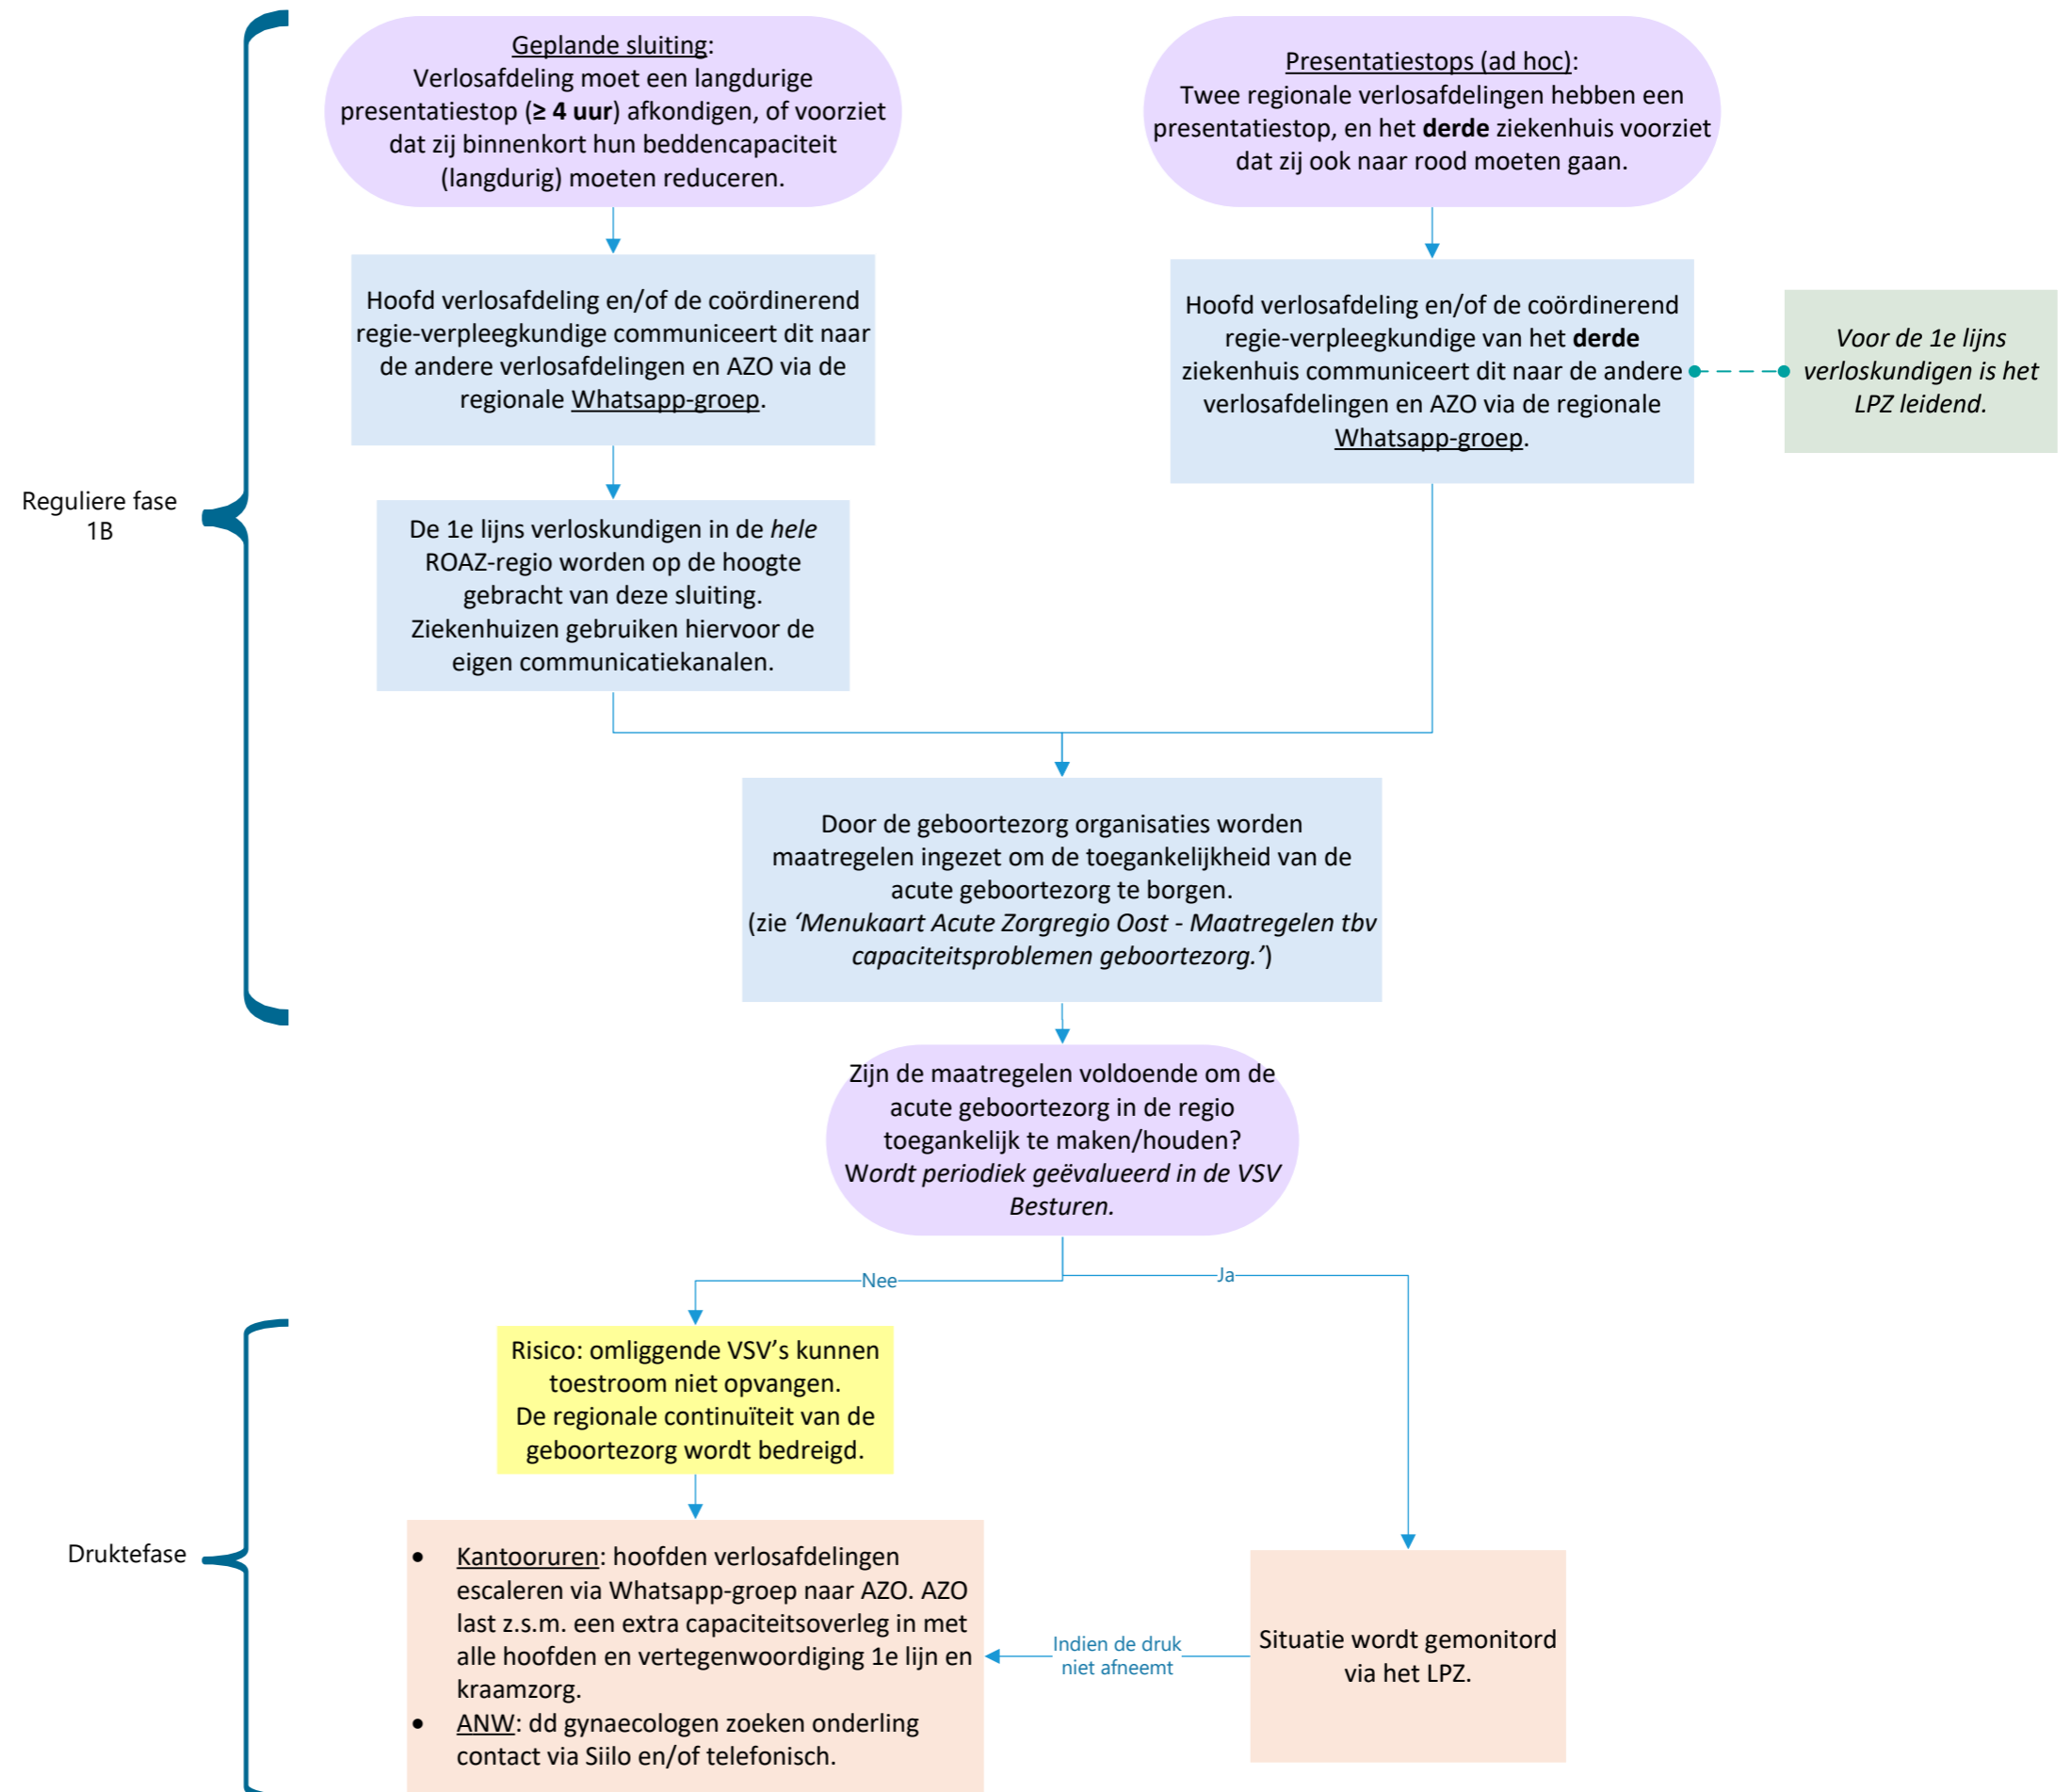 Geplande sluiting:
Verlosafdeling moet een langdurige
presentatiestop (≥ 4 uur) afkondigen, of voorziet
dat zij binnenkort hun beddencapaciteit
(langdurig) moeten reduceren.
Presentatiestops (ad hoc):
Twee regionale verlosafdelingen hebben een
presentatiestop, en het derde ziekenhuis voorziet
dat zij ook naar rood moeten gaan.
Hoofd verlosafdeling en/of de coördinerend
regie-verpleegkundige communiceert dit naar
de andere verlosafdelingen en AZO via de
regionale Whatsapp-groep.
Hoofd verlosafdeling en/of de coördinerend
regie-verpleegkundige van het derde
ziekenhuis communiceert dit naar de andere
verlosafdelingen en AZO via de regionale
Whatsapp-groep.
Voor de 1e lijns
verloskundigen is het
LPZ leidend.
Reguliere fase
1B
De 1e lijns verloskundigen in de hele
ROAZ-regio worden op de hoogte
gebracht van deze sluiting.
Ziekenhuizen gebruiken hiervoor de
eigen communicatiekanalen.
Door de geboortezorg organisaties worden
maatregelen ingezet om de toegankelijkheid van de
acute geboortezorg te borgen.
(zie ‘Menukaart Acute Zorgregio Oost - Maatregelen tbv
capaciteitsproblemen geboortezorg.’)
Zijn de maatregelen voldoende om de
acute geboortezorg in de regio
toegankelijk te maken/houden?
Wordt periodiek geëvalueerd in de VSV
Besturen.
Nee
Ja
Risico: omliggende VSV’s kunnen
toestroom niet opvangen.
De regionale continuïteit van de
geboortezorg wordt bedreigd.
Druktefase
• Kantooruren: hoofden verlosafdelingen
escaleren via Whatsapp-groep naar AZO. AZO
last z.s.m. een extra capaciteitsoverleg in met
alle hoofden en vertegenwoordiging 1e lijn en
kraamzorg.
• ANW: dd gynaecologen zoeken onderling
contact via Siilo en/of telefonisch.
Indien de druk
niet afneemt
Situatie wordt gemonitord
via het LPZ.